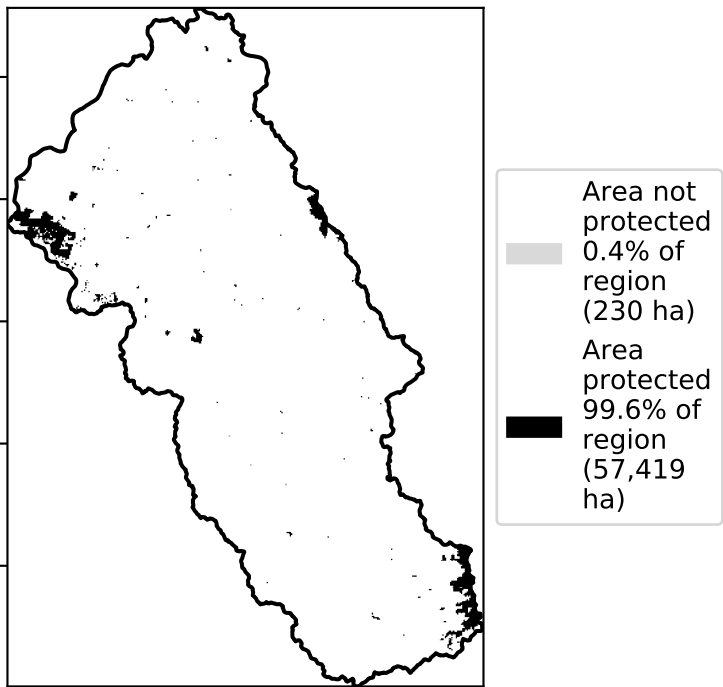 Area not
protected
0.4% of
region
(230 ha)
Area
protected
99.6% of
region
(57,419
ha)